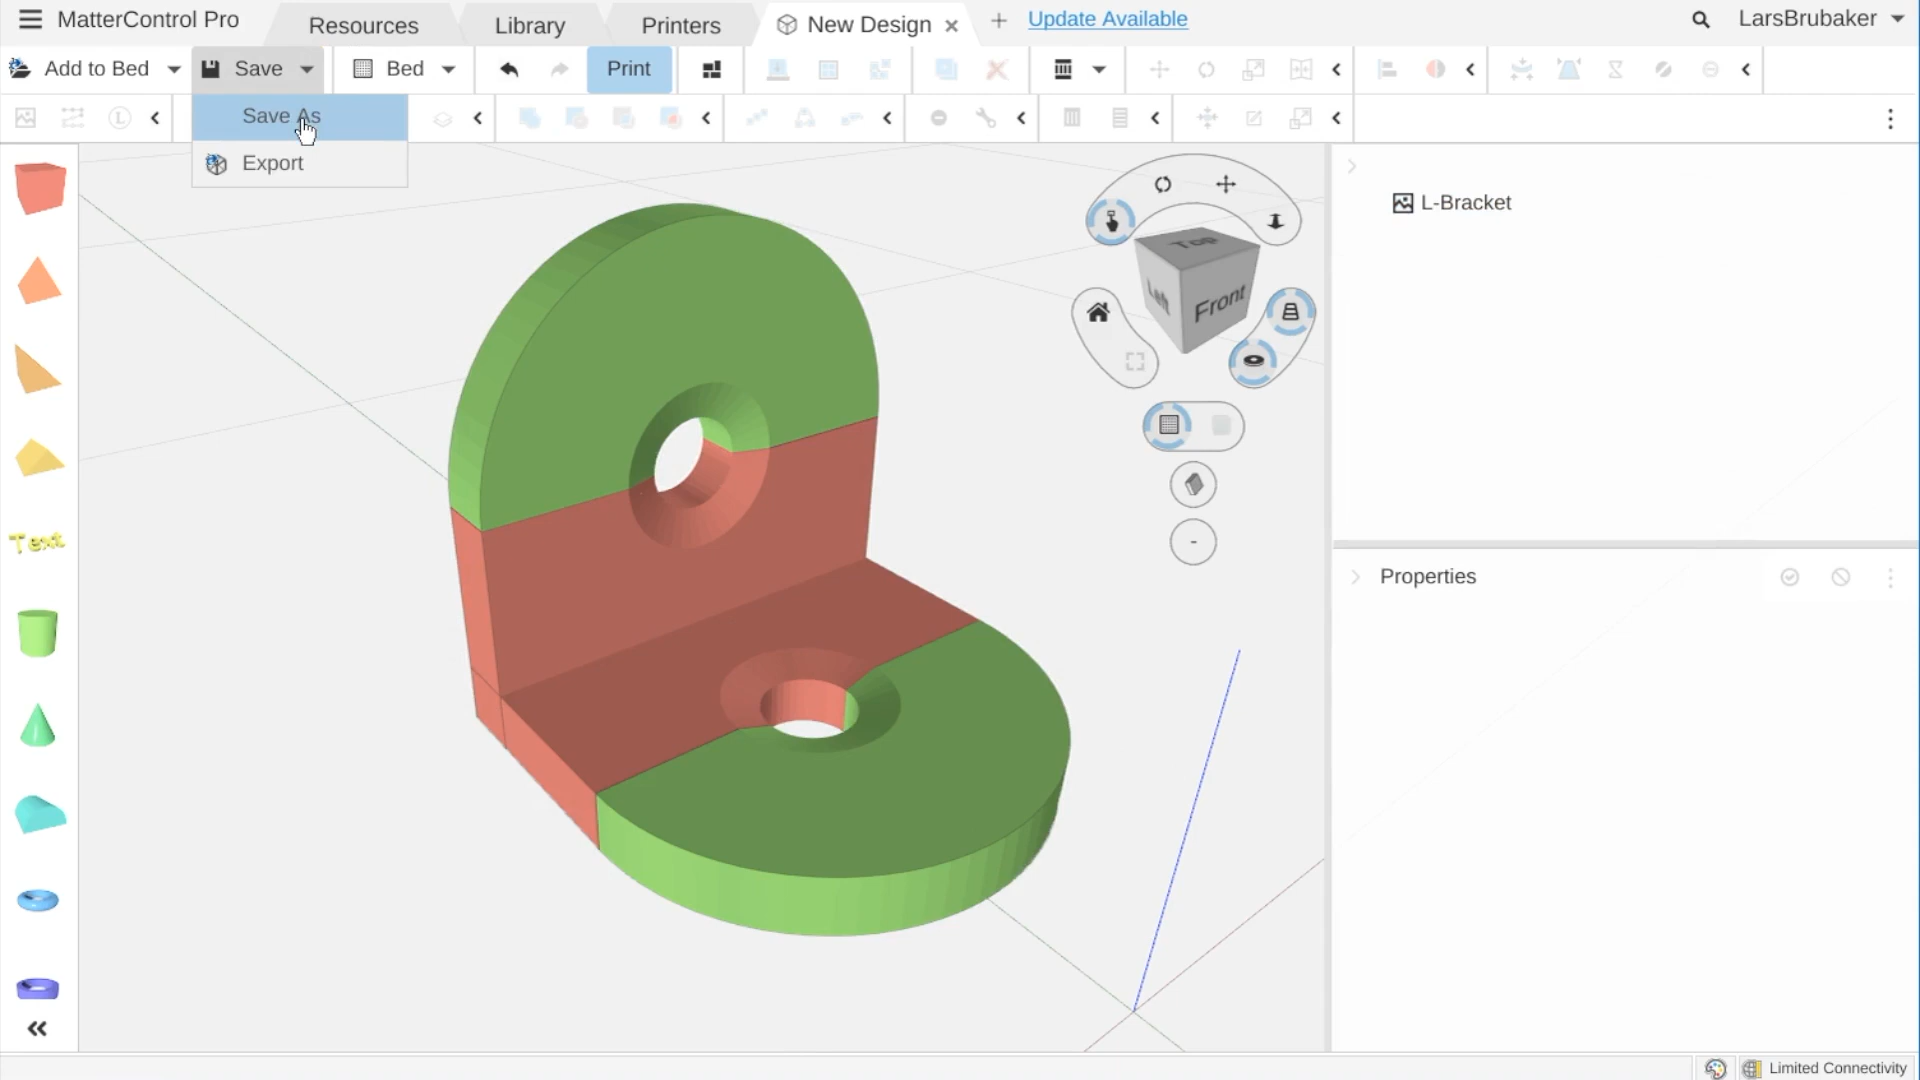 MatterControl Pro
Resources
Library
Printers
New Design
Update Available
LarsBrubaker
Add to Bed
Save
Bed
Print
Save As
Export
L
Top
Left
Front
L-Bracket
Text
Properties
Limited Connectivity